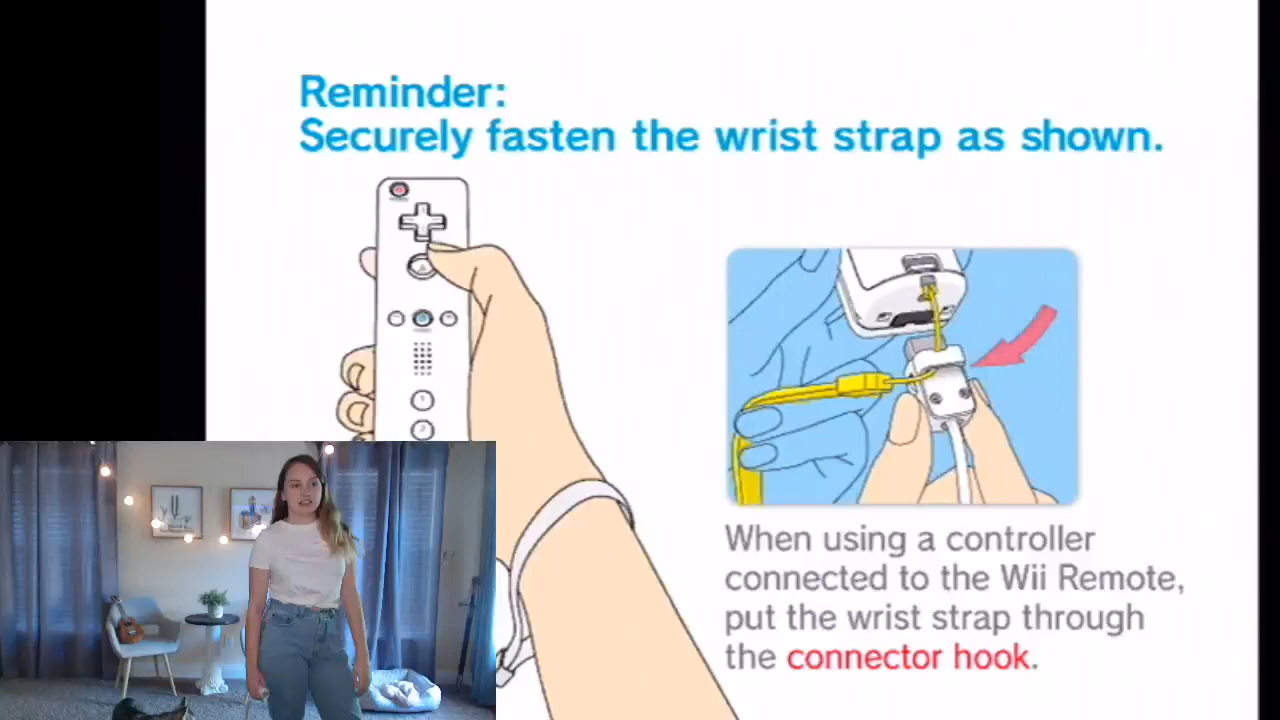 Reminder:
Securely fasten the wrist strap as shown.
When using a controller
connected to the Wii Remote,
put the wrist strap through
the connector hook.